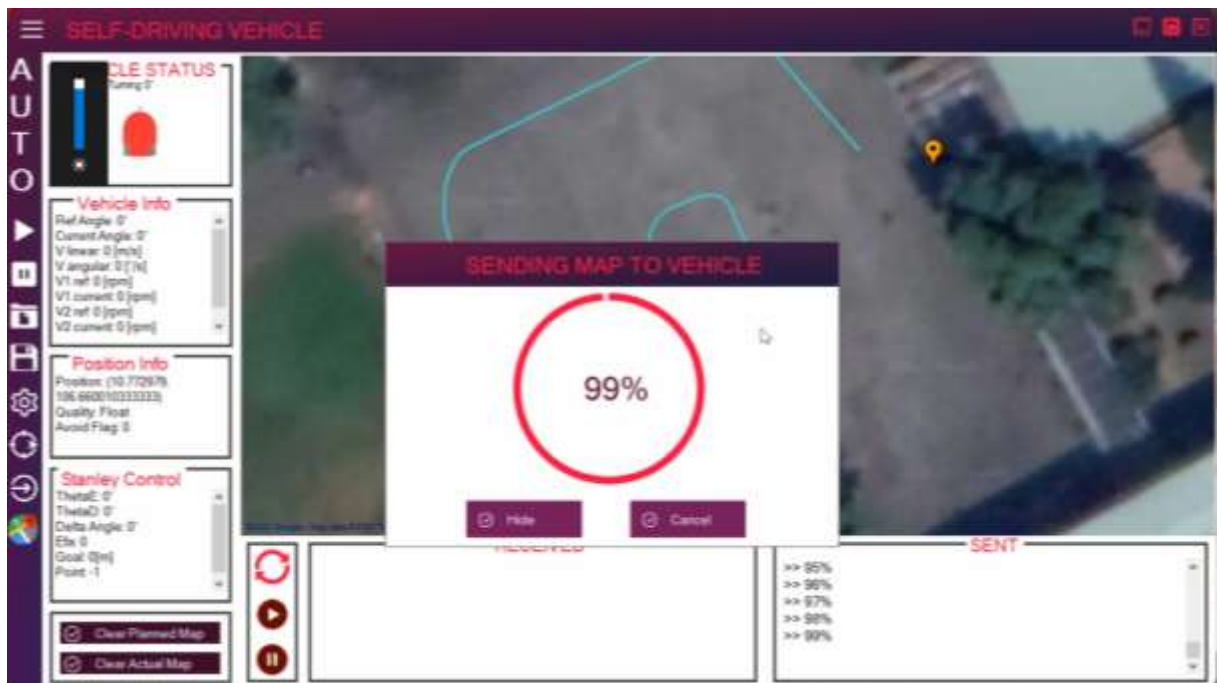 SELF-DRIVING VEHICLE
A
U
T
O
CLE STATUS
Turning 0°
Vehicle Info
Ref Angle: 0°
Current Angle: 0°
V linear: 0 [m/s]
V angular: 0 [°/s]
V1 ref: 0 [rpm]
V1 current: 0 [rpm]
V2 ref: 0 [rpm]
V2 current: 0 [rpm]
Position Info
Position: (10.772979,
106.660010333333)
Quality: Float
Avoid Flag: 0
Stanley Control
ThetaE: 0°
ThetaD: 0°
Delta Angle: 0°
Efa: 0
Goal: 0[m]
Point: -1
Clear Planned Map
Clear Actual Map
SENDING MAP TO VEHICLE
99%
Hide
Cancel
RECEIVED
SENT
>> 95%
>> 96%
>> 97%
>> 98%
>> 99%